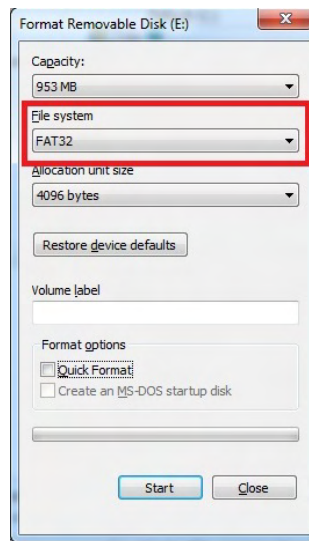 Format Removable Disk (E:)
Capacity:
953 MB
File system
FAT32
Allocation unit size
4096 bytes
Restore device defaults
Volume label
Format options
Quick Format
Create an MS-DOS startup disk
Start
Close